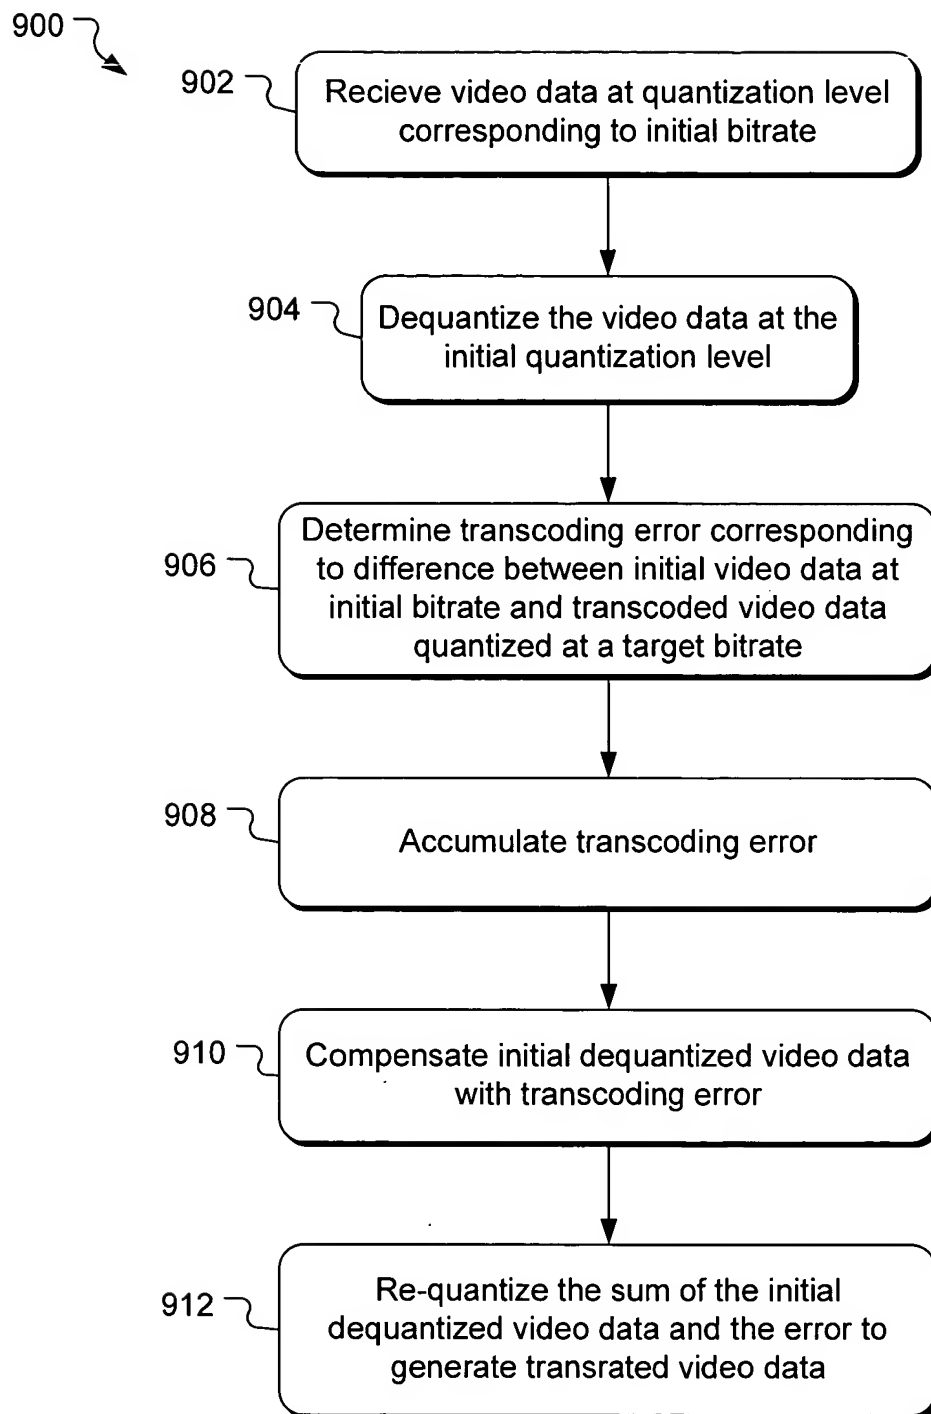 900
902
Recieve video data at quantization level
corresponding to initial bitrate
904
Dequantize the video data at the
initial quantization level
906
Determine transcoding error corresponding
to difference between initial video data at
initial bitrate and transcoded video data
quantized at a target bitrate
908
Accumulate transcoding error
910
Compensate initial dequantized video data
with transcoding error
912
Re-quantize the sum of the initial
dequantized video data and the error to
generate transrated video data